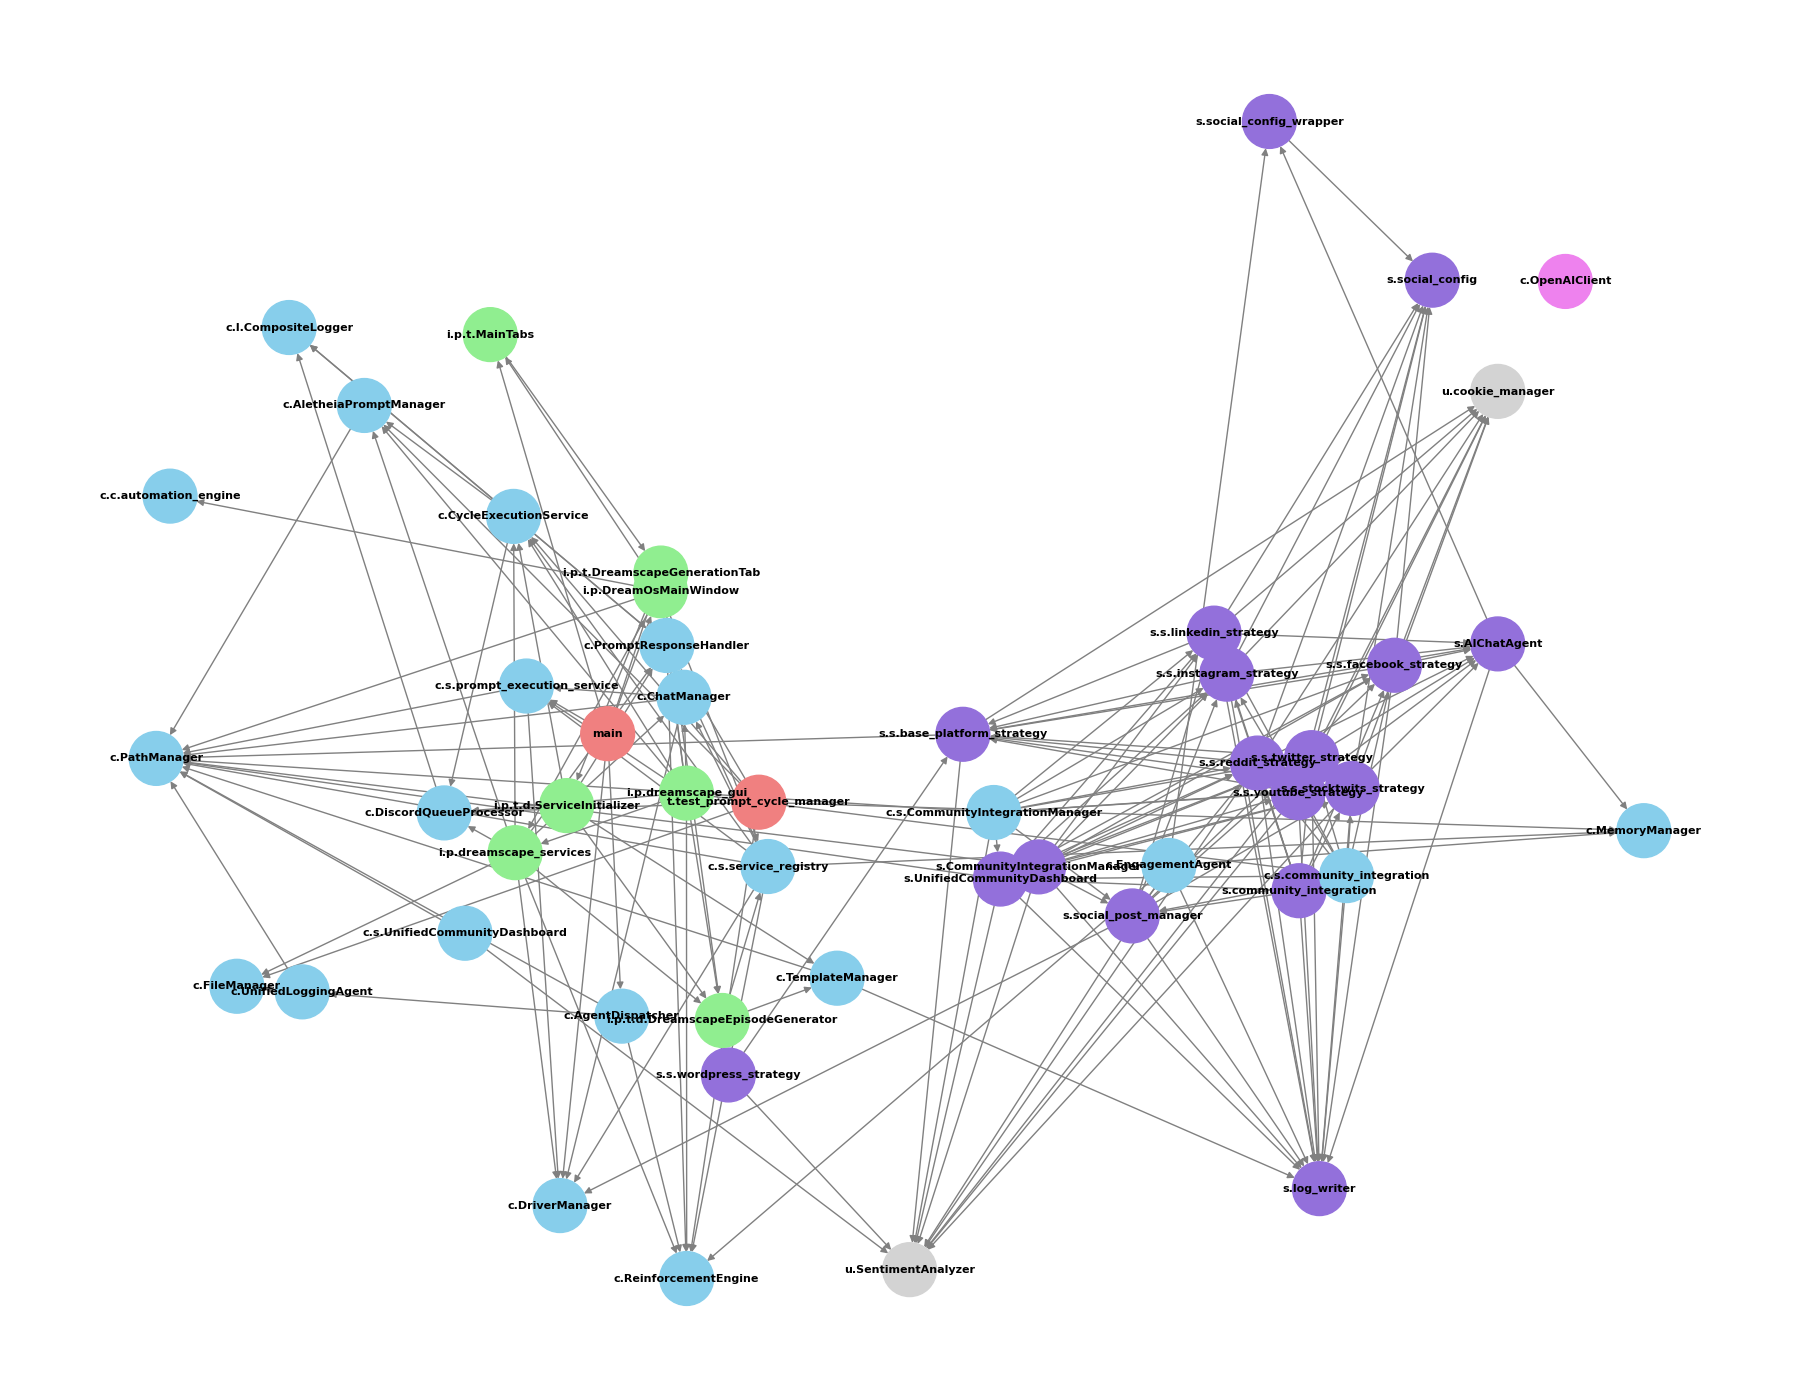 s.social_config_wrapper
s.social_config
c.OpenAIClient
c.l.CompositeLogger
i.p.t.MainTabs
u.cookie_manager
c.AletheiaPromptManager
c.c.automation_engine
c.CycleExecutionService
i.p.t.DreamscapeGenerationTab
i.p.DreamOsMainWindow
s.s.linkedin_strategy
c.PromptResponseHandler
s.AIChatAgent
s.s.facebook_strategy
s.s.instagram_strategy
c.s.prompt_execution_service
c.ChatManager
main
s.s.base_platform_strategy
c.PathManager
s.s.twitter_strategy
s.s.reddit_strategy
s.s.stocktwits_strategy
s.s.youtube_strategy
i.p.dreamscape_gui
t.test_prompt_cycle_manager
i.p.t.d.ServiceInitializer
c.DiscordQueueProcessor
c.s.CommunityIntegrationManager
c.MemoryManager
i.p.dreamscape_services
c.s.service_registry
s.CommunityIntegrationManager
c.EngagementAgent
s.UnifiedCommunityDashboard
c.s.community_integration
s.community_integration
s.social_post_manager
c.s.UnifiedCommunityDashboard
c.TemplateManager
c.FileManager
c.UnifiedLoggingAgent
c.AgentDispatcher
i.p.t.d.DreamscapeEpisodeGenerator
s.s.wordpress_strategy
s.log_writer
c.DriverManager
u.SentimentAnalyzer
c.ReinforcementEngine